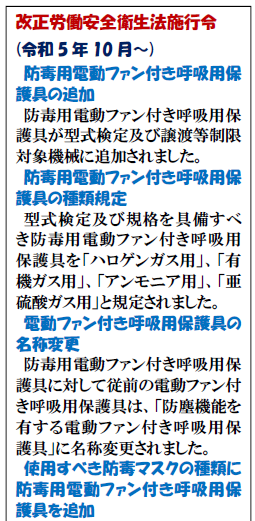 改正労働安全衛生法施行令
(令和5年10月～)
防毒用電動ファン付き呼吸用保
護具の追加
防毒用電動ファン付き呼吸用保
護具が型式検定及び譲渡等制限
対象機械に追加されました。
防毒用電動ファン付き呼吸用保
護具の種類規定
型式検定及び規格を具備すべ
き防毒用電動ファン付き呼吸用
保護具を「ハロゲンガス用」、「有
機ガス用」、「アンモニア用」、「亜
硫酸ガス用」と規定されました。
電動ファン付き呼吸用保護具の
名称変更
防毒用電動ファン付き呼吸用保
護具に対して従前の電動ファン付
き呼吸用保護具は、「防塵機能を
有する電動ファン付き呼吸用保
護具」に名称変更されました。
使用すべき防毒マスクの種類に
防毒用電動ファン付き呼吸用保
護具を追加